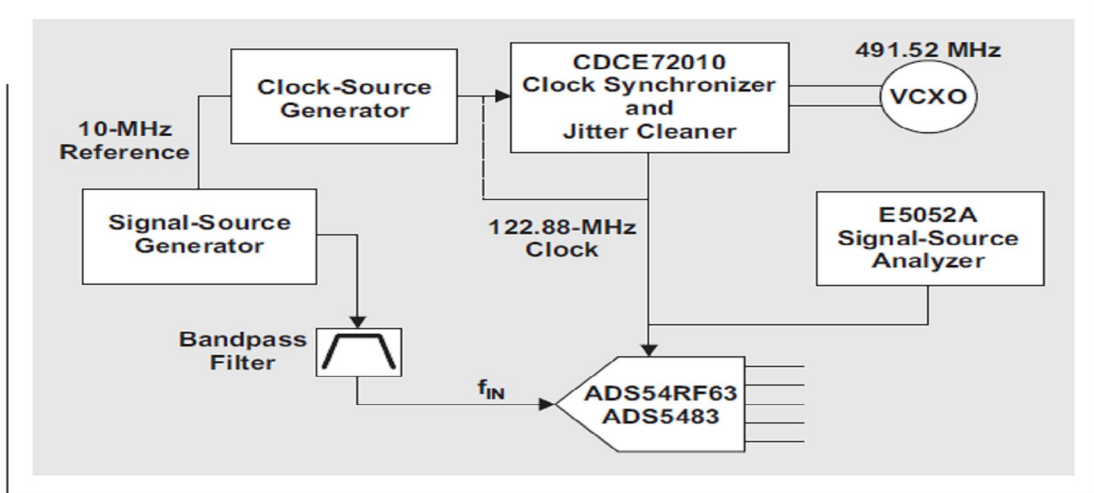 Clock-Source
Generator
CDCE72010
Clock Synchronizer
and
Jitter Cleaner
491.52 MHz
VCXO
10-MHz
Reference
Signal-Source
Generator
122.88-MHz
Clock
E5052A
Signal-Source
Analyzer
Bandpass
Filter
fIN
ADS54RF63
ADS5483